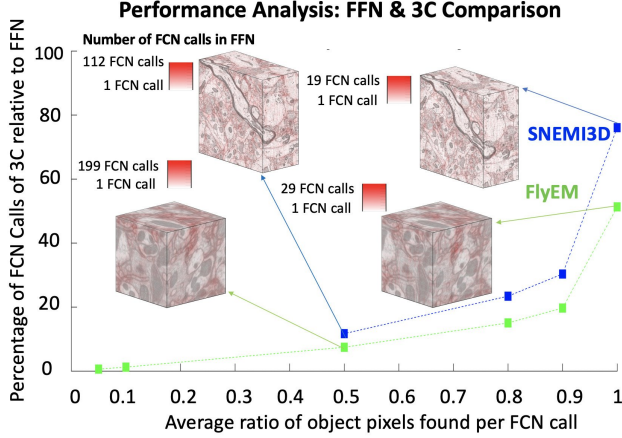 Performance Analysis: FFN & 3C Comparison
Number of FCN calls in FFN
112 FCN calls
1 FCN call
19 FCN calls
1 FCN call
199 FCN calls
1 FCN call
29 FCN calls
1 FCN call
SNEMI3D
FlyEM
Percentage of FCN Calls of 3C relative to FFN
100
80
60
40
20
0
0 0.1 0.2 0.3 0.4 0.5 0.6 0.7 0.8 0.9 1
Average ratio of object pixels found per FCN call